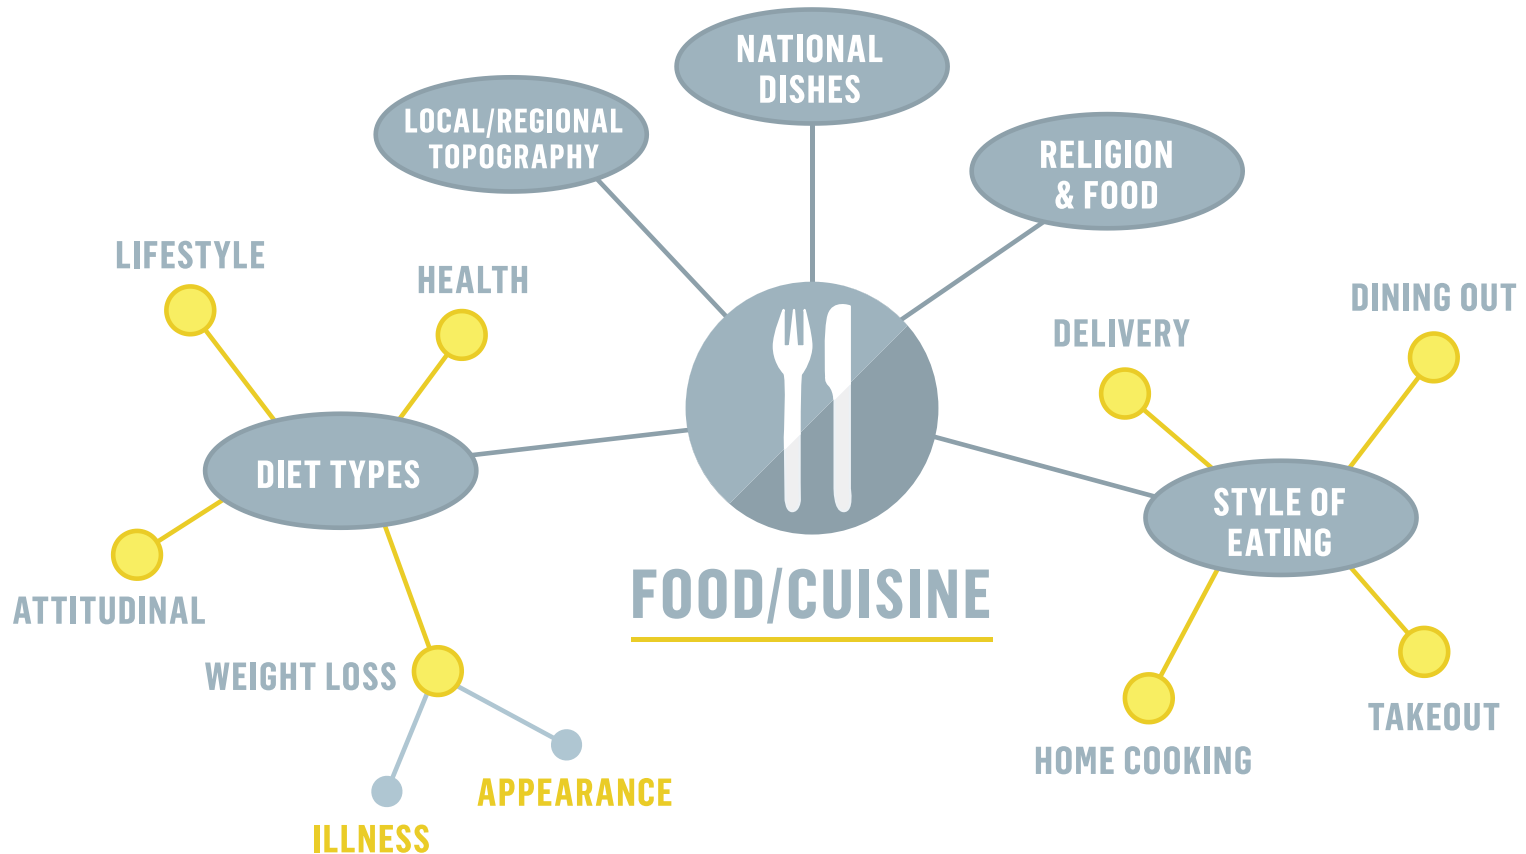 NATIONAL
DISHES
LOCAL/REGIONAL
TOPOGRAPHY
RELIGION
& FOOD
LIFESTYLE
HEALTH
DINING OUT
DELIVERY
DIET TYPES
STYLE OF
EATING
FOOD/CUISINE
ATTITUDINAL
WEIGHT LOSS
TAKEOUT
HOME COOKING
APPEARANCE
ILLNESS